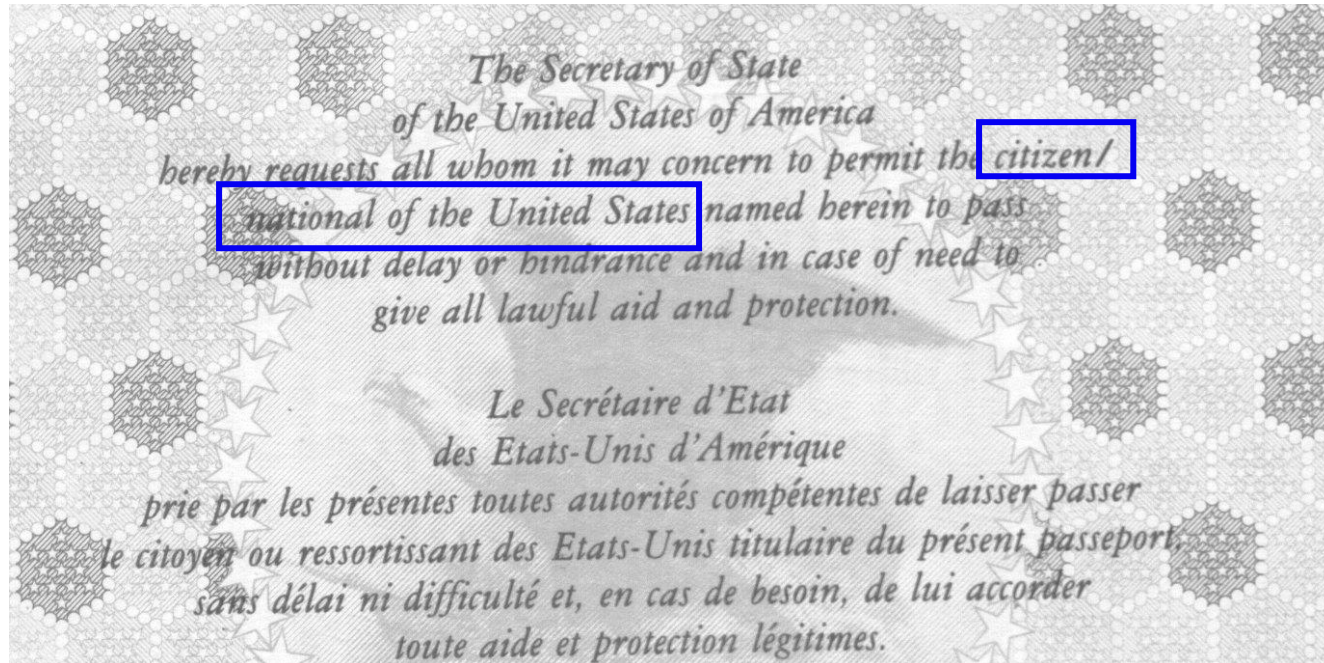 The Secretary of State
of the United States of America
hereby requests all whom it may concern to permit the citizen/
national of the United States named herein to pass
without delay or hindrance and in case of need to
give all lawful aid and protection.
Le Secrétaire d'Etat
des Etats-Unis d'Amérique
prie par les présentes toutes autorités compétentes de laisser passer
le citoyen ou ressortissant des Etats-Unis titulaire du présent passeport,
sans délai ni difficulté et, en cas de besoin, de lui accorder
toute aide et protection légitimes.